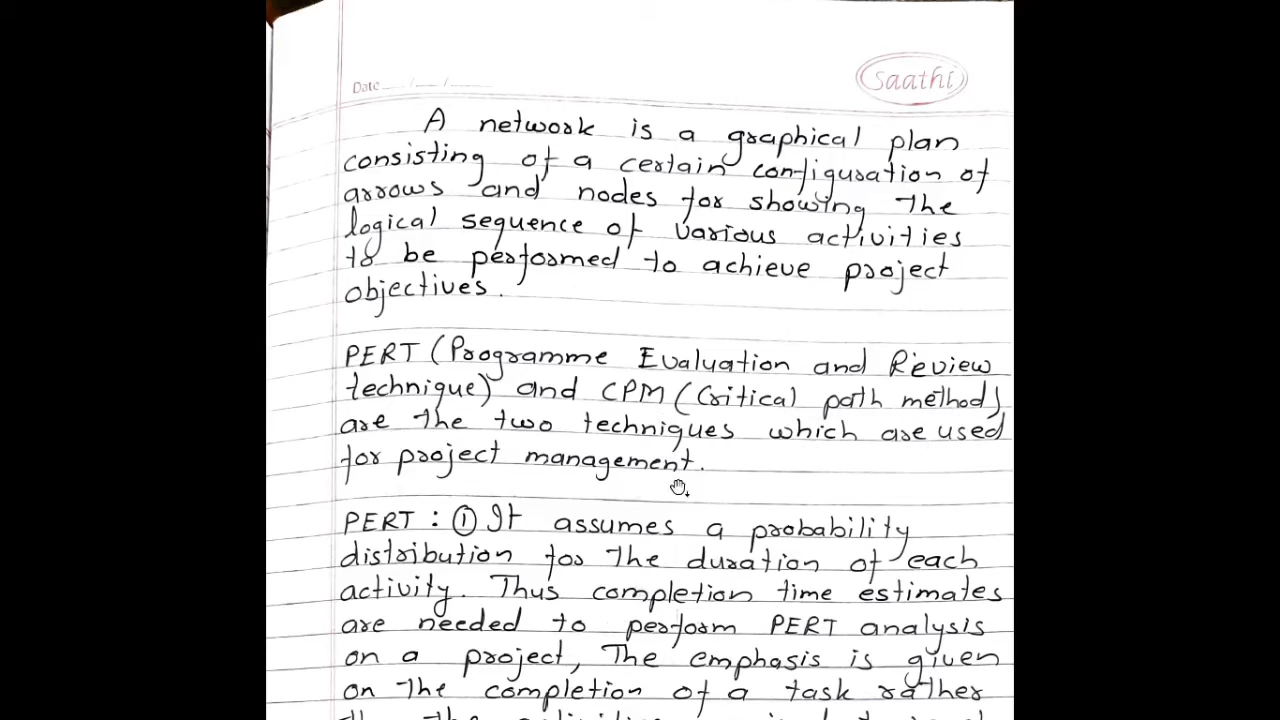 Date
Saathi
A network is a graphical plan
consisting of a certain configuration of
arrows and nodes for showing the
logical sequence of various activities
to be performed to achieve project
objectives.
PERT (Programme Evaluation and Review
technique) and CPM (Critical path method)
are the two techniques which are used
for project management.
PERT : ① It assumes a probability
distribution for the duration of each
activity. Thus completion time estimates
are needed to perform PERT analysis
on a project, The emphasis is given
on the completion of a task rather